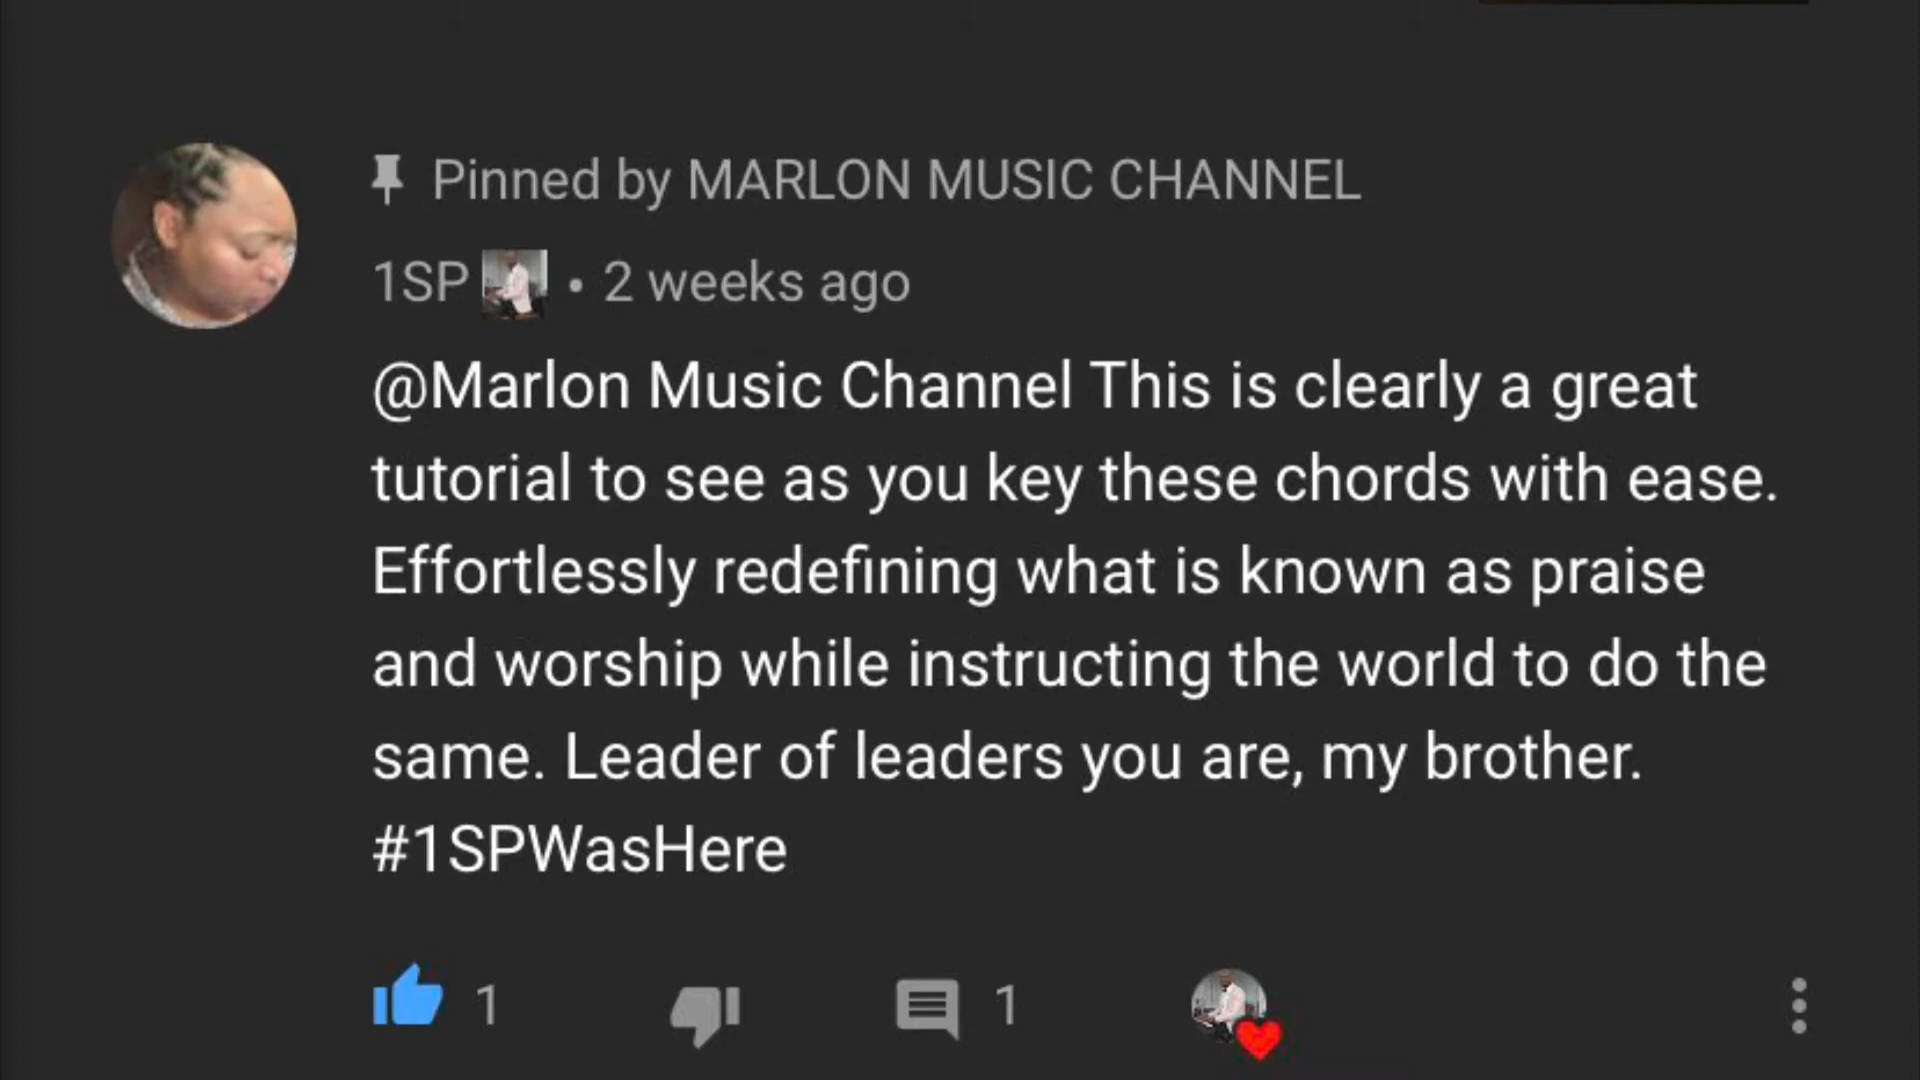 Pinned by MARLON MUSIC CHANNEL
1SP • 2 weeks ago
@Marlon Music Channel This is clearly a great
tutorial to see as you key these chords with ease.
Effortlessly redefining what is known as praise
and worship while instructing the world to do the
same. Leader of leaders you are, my brother.
#1SPWasHere
1 1